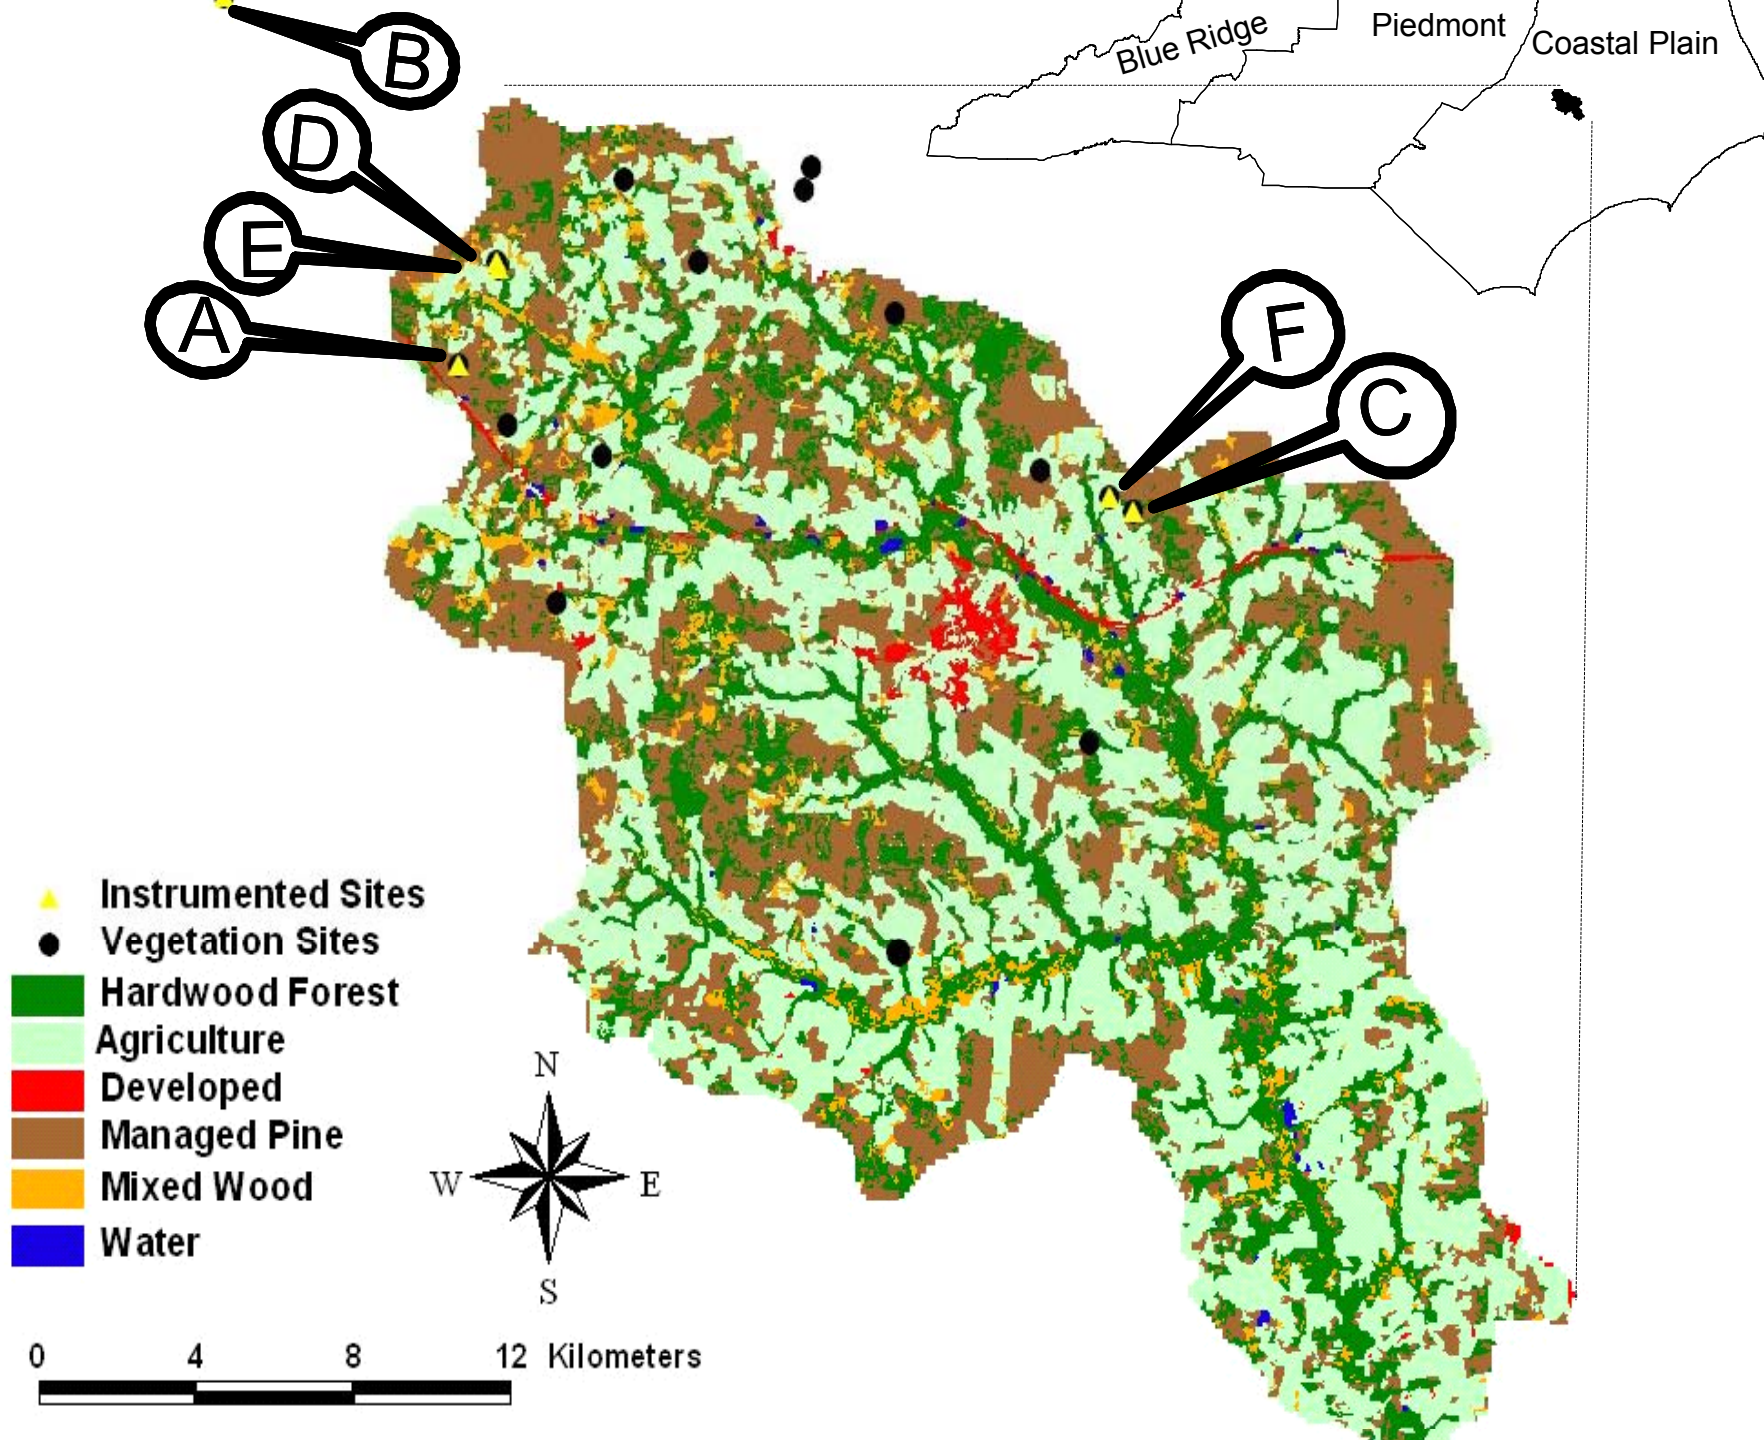 B
Blue Ridge
Piedmont
Coastal Plain
D
E
A
F
C
Instrumented Sites
Vegetation Sites
Hardwood Forest
Agriculture
Developed
Managed Pine
Mixed Wood
Water
N
W E
S
0 4 8 12 Kilometers